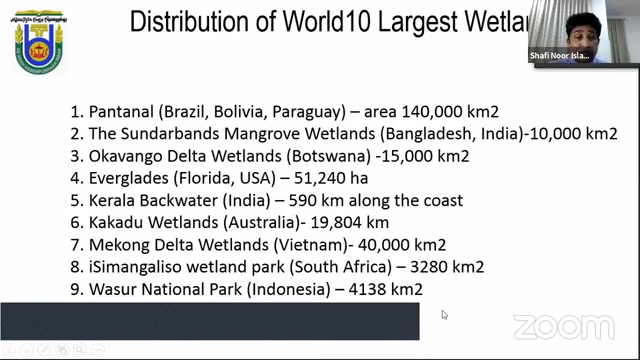 Distribution of World10 Largest Wetlan
Shafi Noor Isla...
1. Pantanal (Brazil, Bolivia, Paraguay) – area 140,000 km2
2. The Sundarbands Mangrove Wetlands (Bangladesh, India)-10,000 km2
3. Okavango Delta Wetlands (Botswana) -15,000 km2
4. Everglades (Florida, USA) – 51,240 ha
5. Kerala Backwater (India) – 590 km along the coast
6. Kakadu Wetlands (Australia)- 19,804 km
7. Mekong Delta Wetlands (Vietnam)- 40,000 km2
8. iSimangaliso wetland park (South Africa) – 3280 km2
9. Wasur National Park (Indonesia) – 4138 km2
zoom